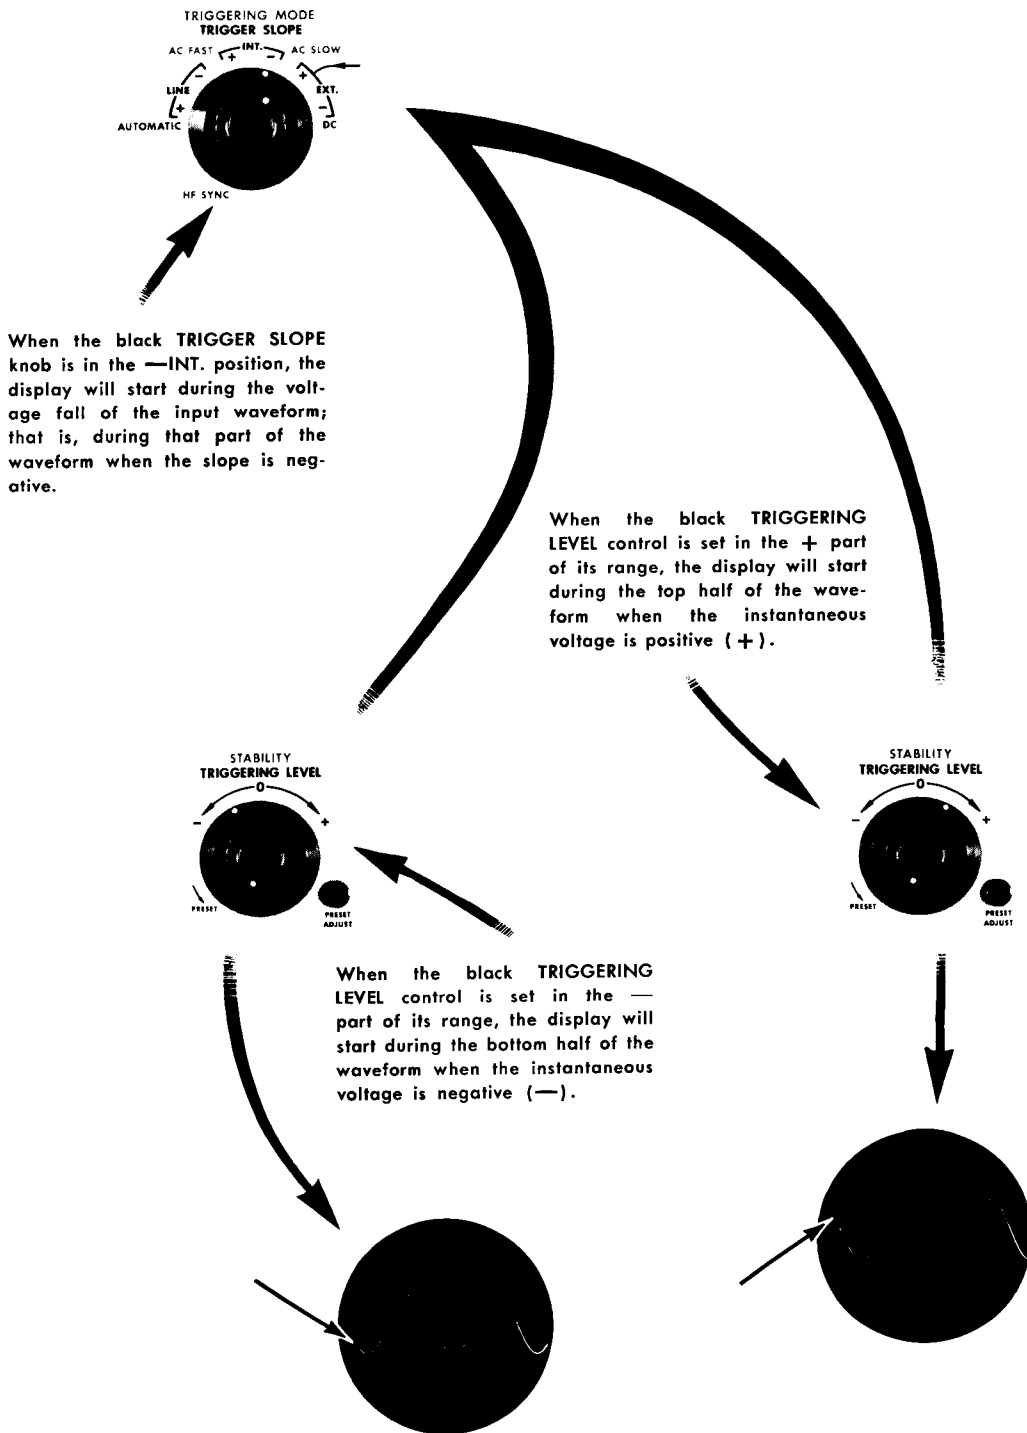 TRIGGERING MODE
TRIGGER SLOPE
AC FAST + INT. − AC SLOW
− +
LINE EXT.
+ −
AUTOMATIC DC
HF SYNC
When the black TRIGGER SLOPE
knob is in the —INT. position, the
display will start during the volt-
age fall of the input waveform;
that is, during that part of the
waveform when the slope is neg-
ative.
When the black TRIGGERING
LEVEL control is set in the + part
of its range, the display will start
during the top half of the wave-
form when the instantaneous
voltage is positive (+).
STABILITY
TRIGGERING LEVEL
0
− +
PRESET
PRESET
ADJUST
STABILITY
TRIGGERING LEVEL
0
− +
PRESET
PRESET
ADJUST
When the black TRIGGERING
LEVEL control is set in the —
part of its range, the display will
start during the bottom half of the
waveform when the instantaneous
voltage is negative (—).